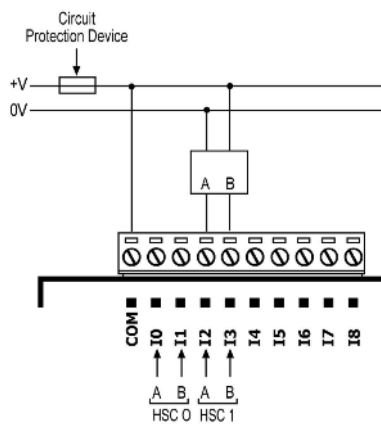 Circuit
Protection Device
+V
0V
A B
COM I0 I1 I2 I3 I4 I5 I6 I7 I8
A B A B
HSC 0 HSC 1